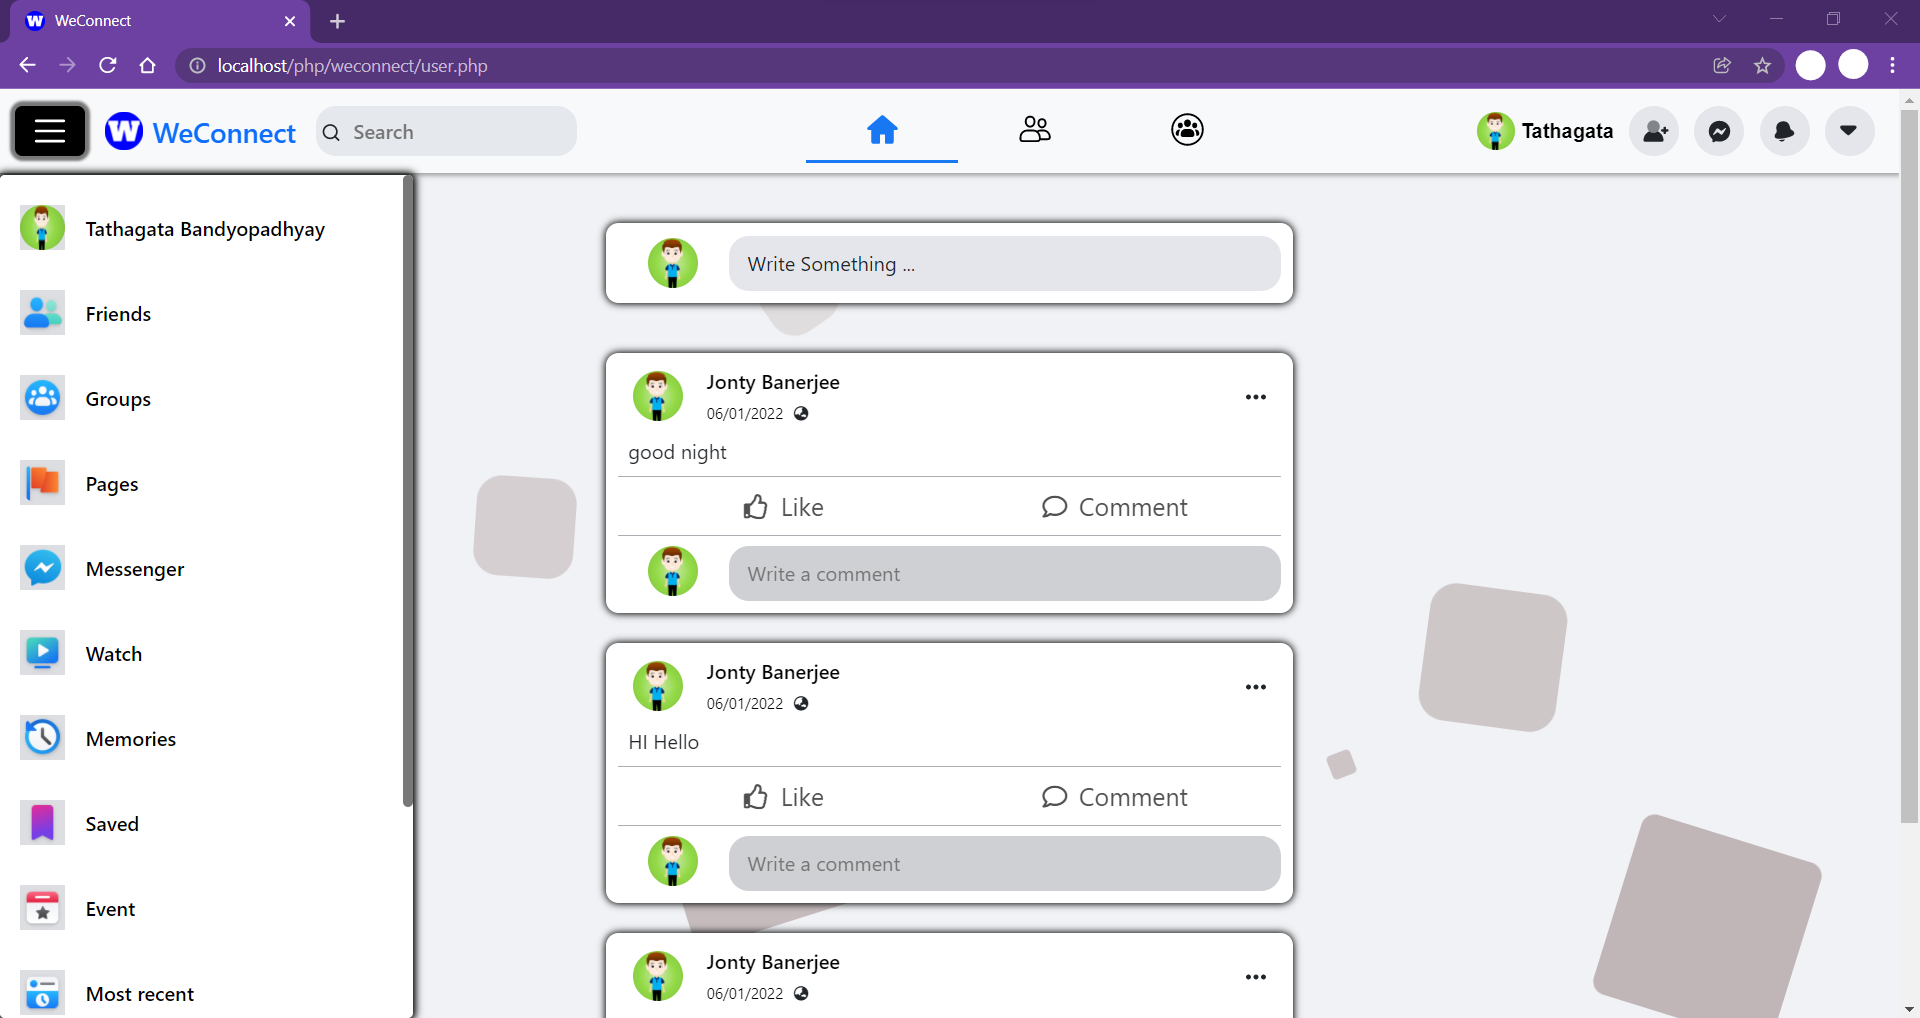 WeConnect
localhost/php/weconnect/user.php
WeConnect
Search
Tathagata
Tathagata Bandyopadhyay
Friends
Groups
Pages
Messenger
Watch
Memories
Saved
Event
Most recent
Write Something ...
Jonty Banerjee
06/01/2022
good night
Like
Comment
Write a comment
Jonty Banerjee
06/01/2022
HI Hello
Like
Comment
Write a comment
Jonty Banerjee
06/01/2022